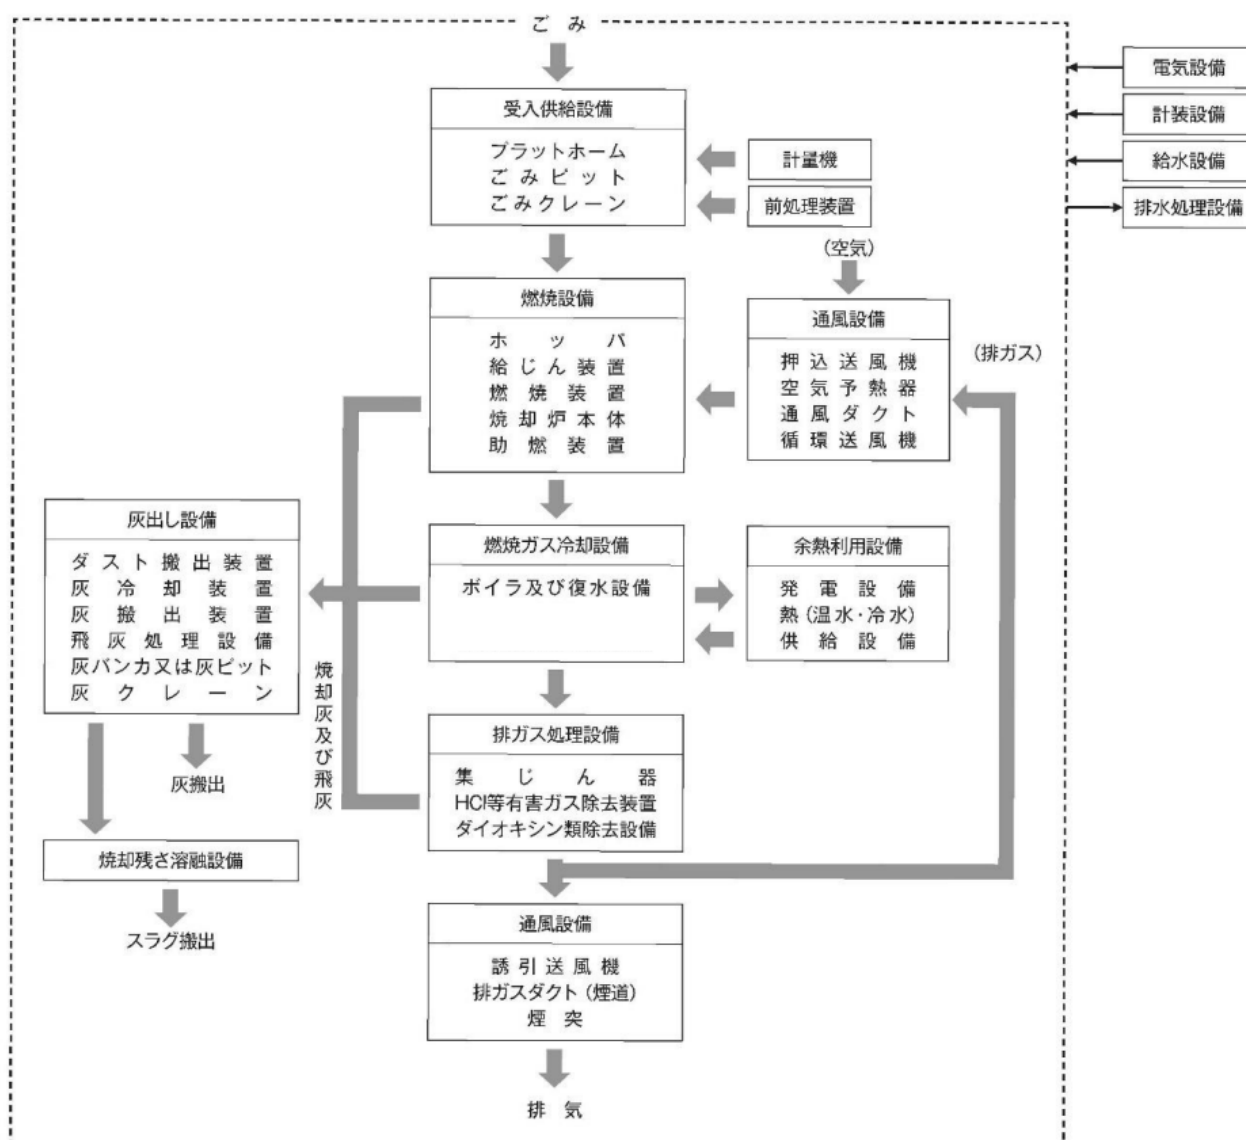 ごみ
受入供給設備
プラットホーム
ごみピット
ごみクレーン
計量機
前処理装置
電気設備
計装設備
給水設備
排水処理設備
(空気)
燃焼設備
ホッパ
給じん装置
燃焼装置
焼却炉本体
助燃装置
通風設備
押込送風機
空気予熱器
通風ダクト
循環送風機
(排ガス)
灰出し設備
ダスト搬出装置
灰冷却装置
灰搬出装置
飛灰処理設備
灰バンカ又は灰ピット
灰クレーン
燃焼ガス冷却設備
ボイラ及び復水設備
余熱利用設備
発電設備
熱(温水・冷水)
供給設備
焼却灰及び飛灰
排ガス処理設備
集じん器
HCl等有害ガス除去装置
ダイオキシン類除去設備
灰搬出
焼却残さ溶融設備
スラグ搬出
通風設備
誘引送風機
排ガスダクト(煙道)
煙突
排気